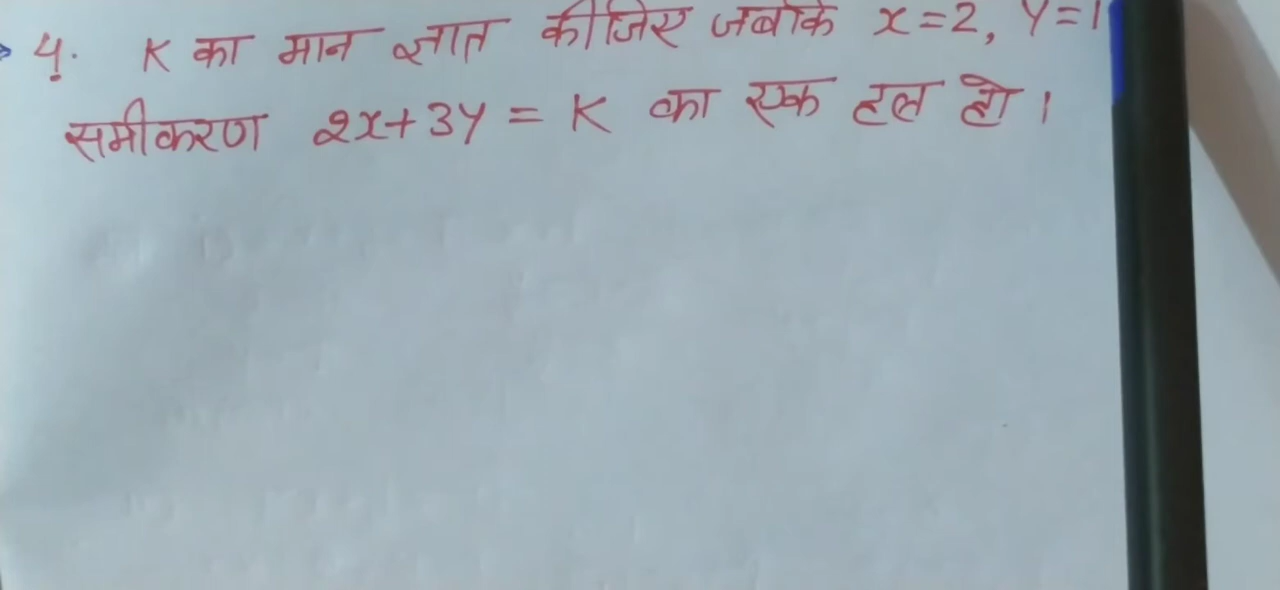 4. K का मान ज्ञात कीजिए जबकि x=2, y=1
समीकरण 2x+3y = K का एक हल हो।